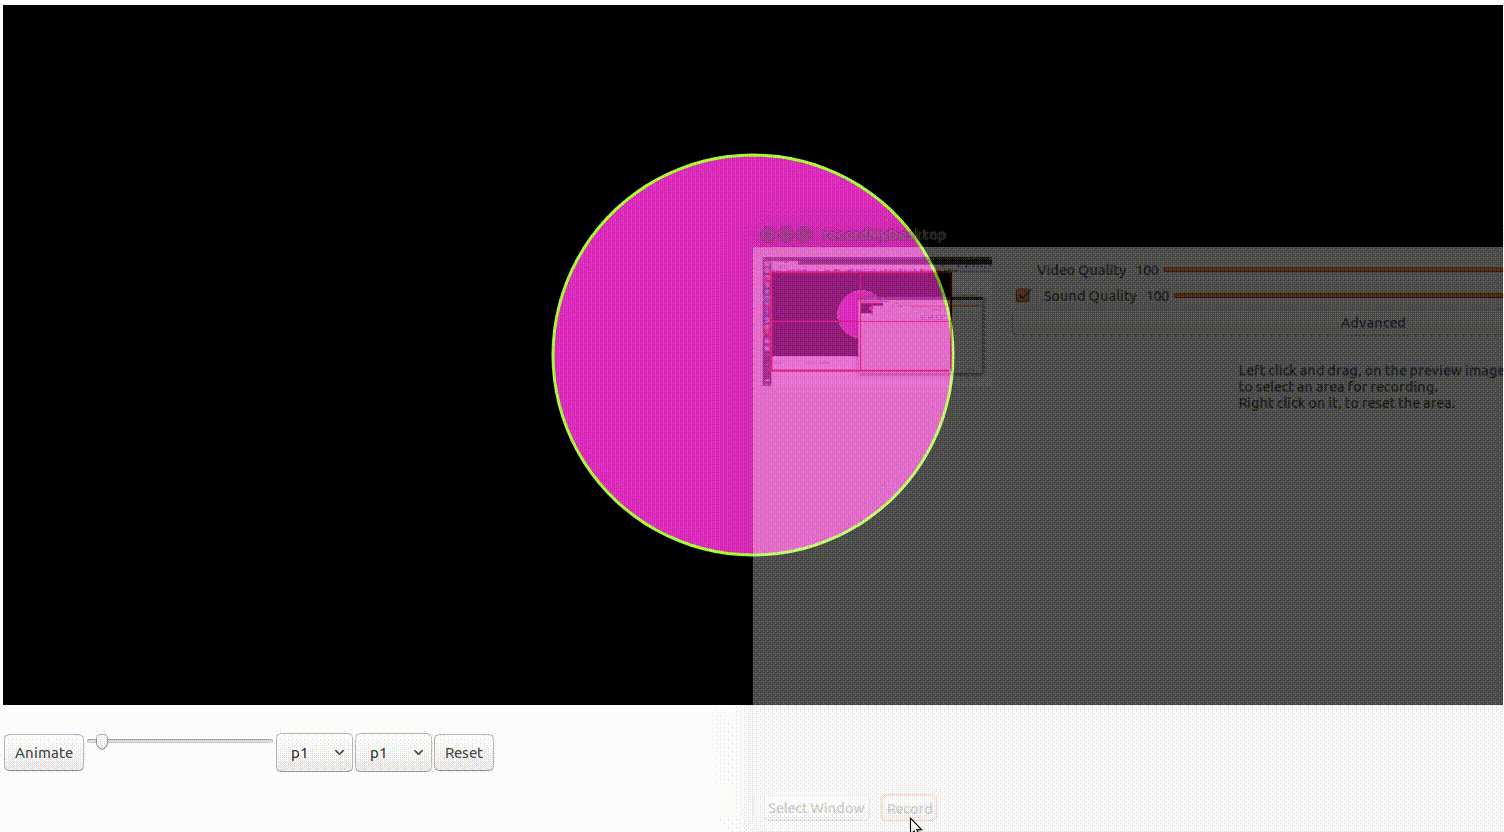 recordMyDesktop
Video Quality 100
Sound Quality 100
Advanced
Left click and drag, on the preview image
to select an area for recording.
Right click on it, to reset the area.
Animate p1 p1 Reset
Select Window Record